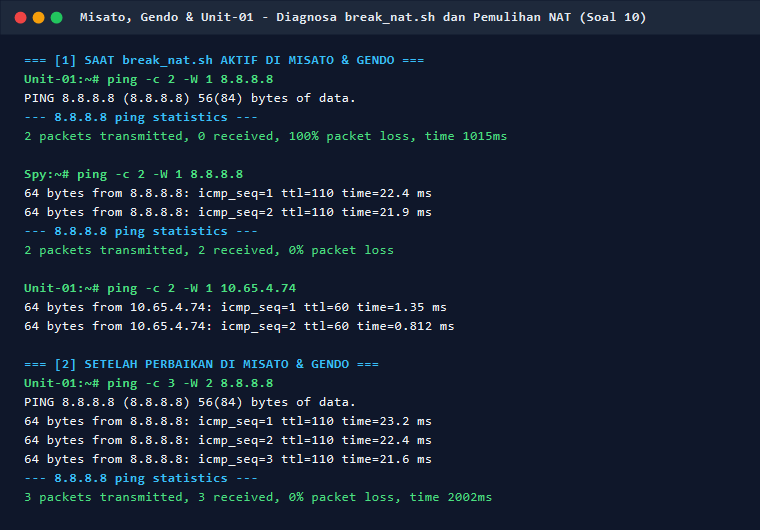 Misato, Gendo & Unit-01 - Diagnosa break_nat.sh dan Pemulihan NAT (Soal 10)
=== [1] SAAT break_nat.sh AKTIF DI MISATO & GENDO ===
Unit-01:~# ping -c 2 -W 1 8.8.8.8
PING 8.8.8.8 (8.8.8.8) 56(84) bytes of data.
--- 8.8.8.8 ping statistics ---
2 packets transmitted, 0 received, 100% packet loss, time 1015ms
Spy:~# ping -c 2 -W 1 8.8.8.8
64 bytes from 8.8.8.8: icmp_seq=1 ttl=110 time=22.4 ms
64 bytes from 8.8.8.8: icmp_seq=2 ttl=110 time=21.9 ms
--- 8.8.8.8 ping statistics ---
2 packets transmitted, 2 received, 0% packet loss
Unit-01:~# ping -c 2 -W 1 10.65.4.74
64 bytes from 10.65.4.74: icmp_seq=1 ttl=60 time=1.35 ms
64 bytes from 10.65.4.74: icmp_seq=2 ttl=60 time=0.812 ms
=== [2] SETELAH PERBAIKAN DI MISATO & GENDO ===
Unit-01:~# ping -c 3 -W 2 8.8.8.8
PING 8.8.8.8 (8.8.8.8) 56(84) bytes of data.
64 bytes from 8.8.8.8: icmp_seq=1 ttl=110 time=23.2 ms
64 bytes from 8.8.8.8: icmp_seq=2 ttl=110 time=22.4 ms
64 bytes from 8.8.8.8: icmp_seq=3 ttl=110 time=21.6 ms
--- 8.8.8.8 ping statistics ---
3 packets transmitted, 3 received, 0% packet loss, time 2002ms